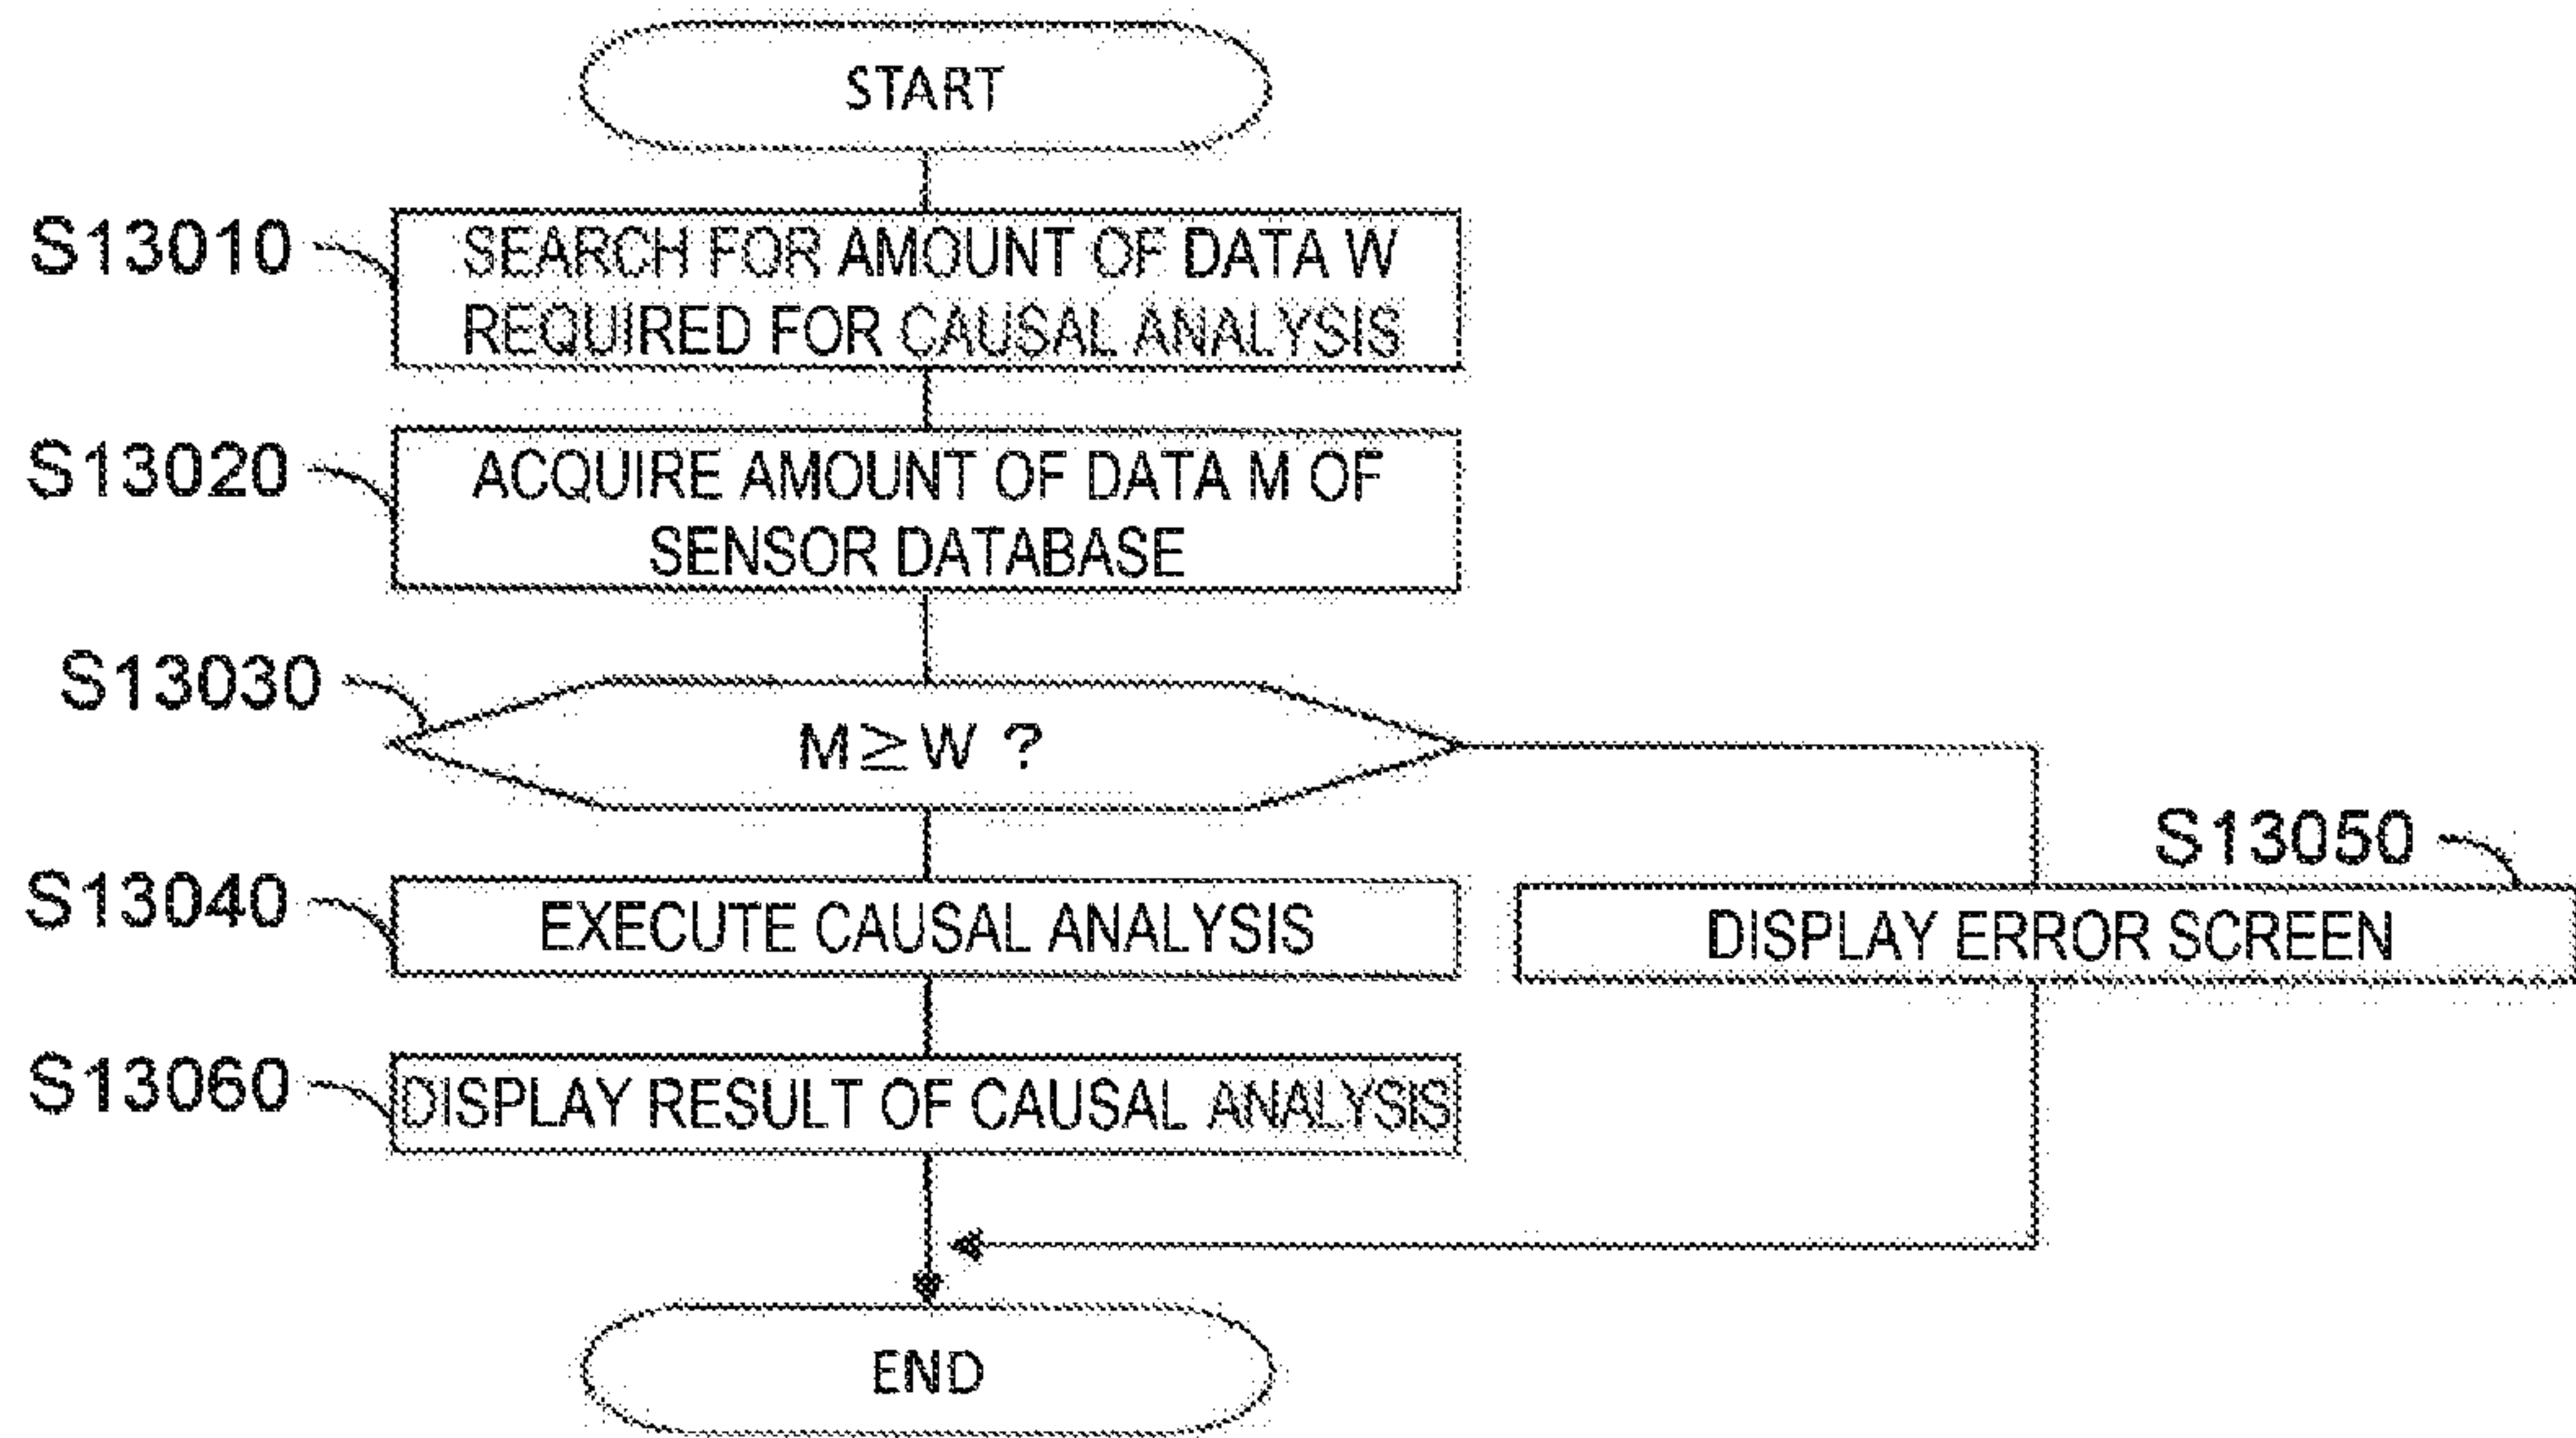 START
S13010
SEARCH FOR AMOUNT OF DATA W
REQUIRED FOR CAUSAL ANALYSIS
S13020
ACQUIRE AMOUNT OF DATA M OF
SENSOR DATABASE
S13030
M≧W ?
S13040
EXECUTE CAUSAL ANALYSIS
S13050
DISPLAY ERROR SCREEN
S13060
DISPLAY RESULT OF CAUSAL ANALYSIS
END